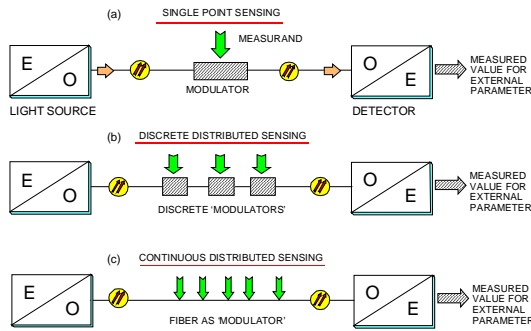 (a) SINGLE POINT SENSING
MEASURAND
E
O
MODULATOR
O
E
MEASURED
VALUE FOR
EXTERNAL
PARAMETER
LIGHT SOURCE
DETECTOR
(b) DISCRETE DISTRIBUTED SENSING
E
O
DISCRETE 'MODULATORS'
O
E
MEASURED
VALUE FOR
EXTERNAL
PARAMETER
(c) CONTINUOUS DISTRIBUTED SENSING
E
O
FIBER AS 'MODULATOR'
O
E
MEASURED
VALUE FOR
EXTERNAL
PARAMETER